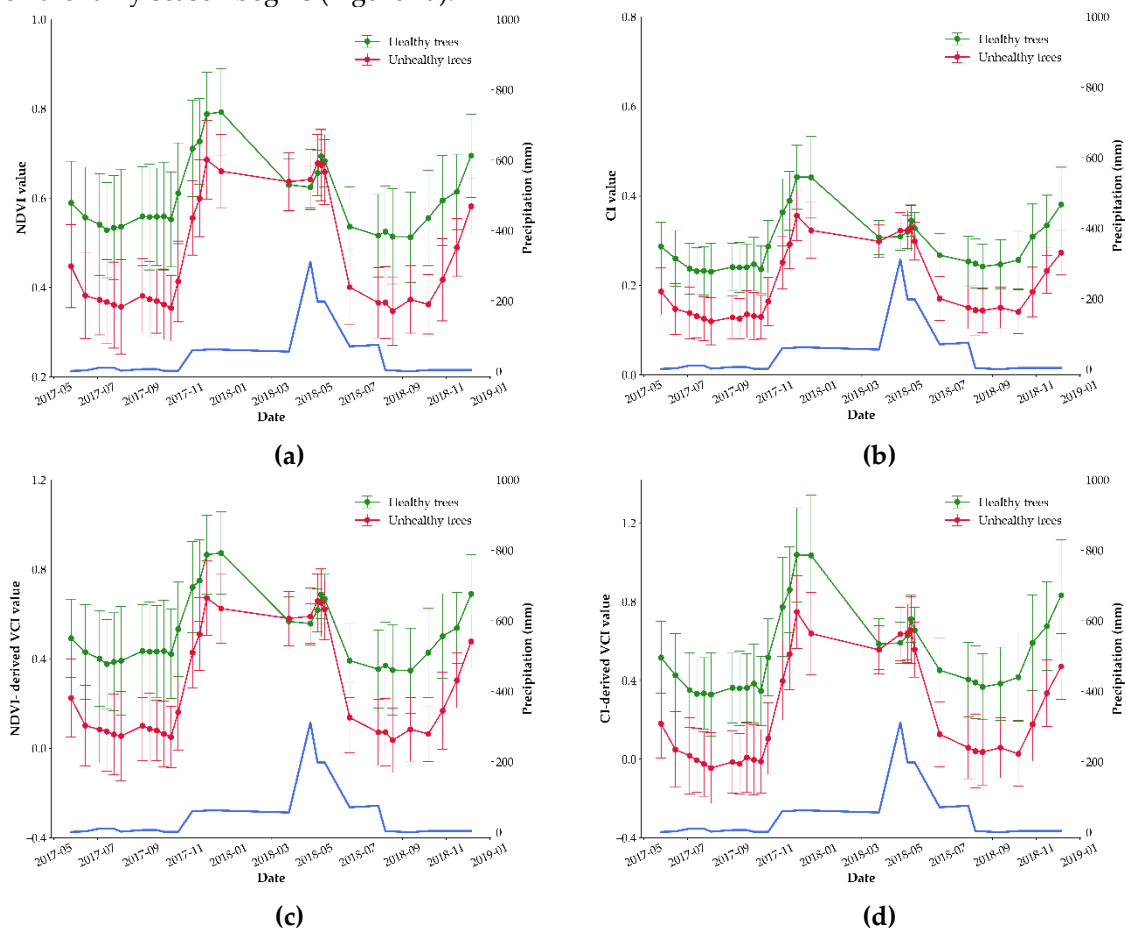 season begins (Figure
1.0
0.8
0.6
0.4
0.2
NDVI value
1000
800
600
400
200
0
Precipitation (mm)
Healthy trees
Unhealthy trees
2017-05 2017-07 2017-09 2017-11 2018-01 2018-03 2018-05 2018-07 2018-09 2018-11 2019-01
Date
(a)
0.8
0.6
0.4
0.2
0.0
CI value
1000
800
600
400
200
0
Precipitation (mm)
Healthy trees
Unhealthy trees
2017-05 2017-07 2017-09 2017-11 2018-01 2018-03 2018-05 2018-07 2018-09 2018-11 2019-01
Date
(b)
1.2
0.8
0.4
0.0
−0.4
NDVI- derived VCI value
1000
800
600
400
200
0
Precipitation (mm)
Healthy trees
Unhealthy trees
2017-05 2017-07 2017-09 2017-11 2018-01 2018-03 2018-05 2018-07 2018-09 2018-11 2019-01
Date
(c)
1.2
0.8
0.4
0.0
−0.4
CI-derived VCI value
1000
800
600
400
200
0
Precipitation (mm)
Healthy trees
Unhealthy trees
2017-05 2017-07 2017-09 2017-11 2018-01 2018-03 2018-05 2018-07 2018-09 2018-11 2019-01
Date
(d)